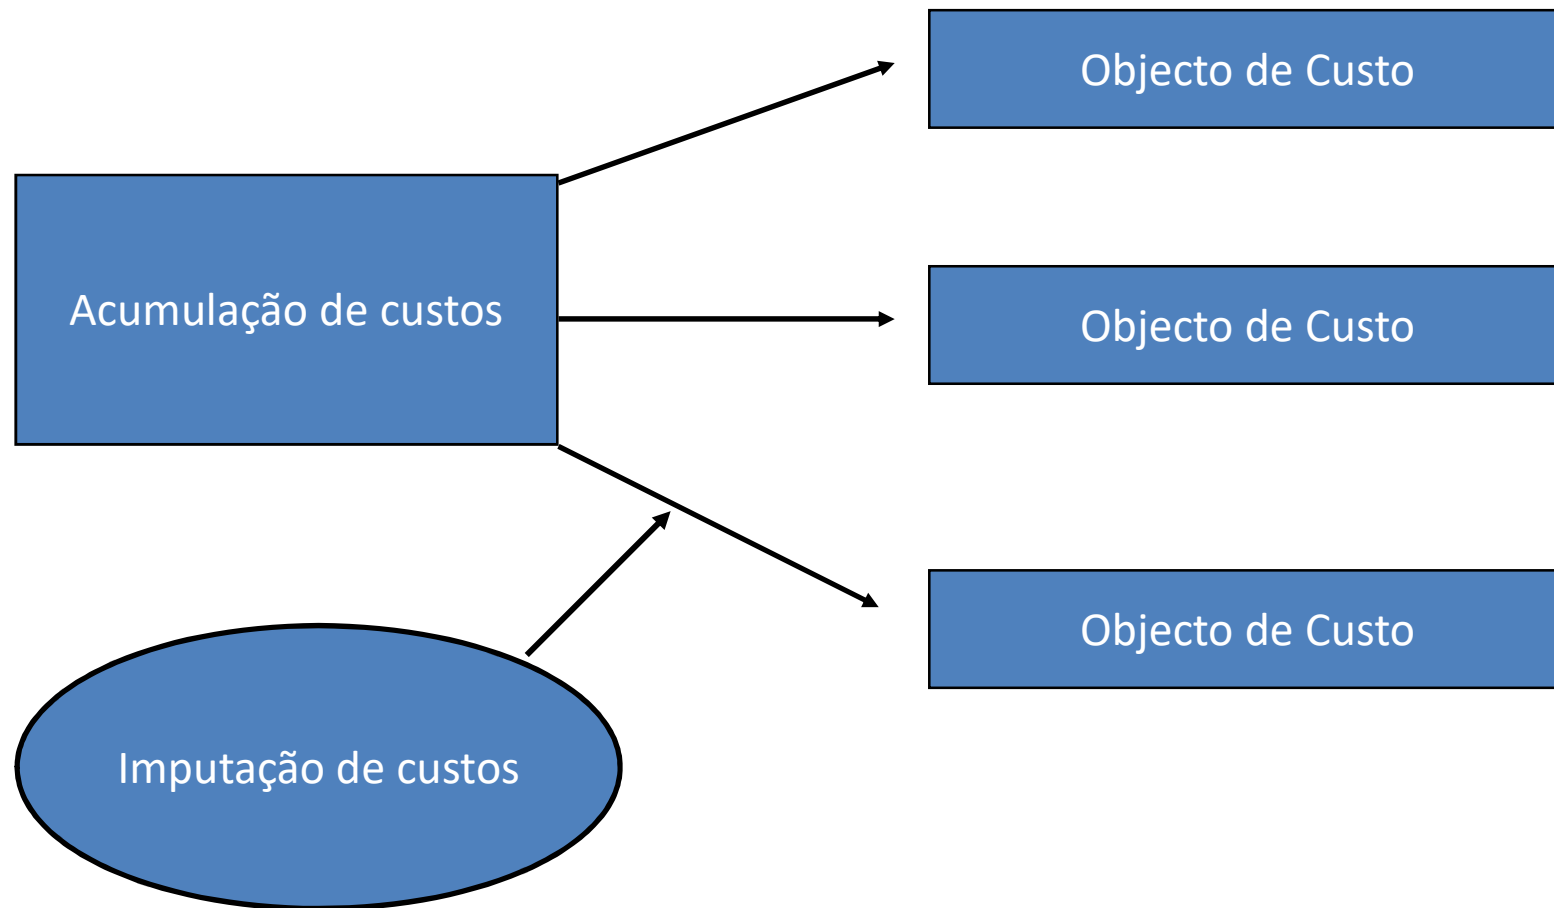 Objecto de Custo
Acumulação de custos
Objecto de Custo
Objecto de Custo
Imputação de custos